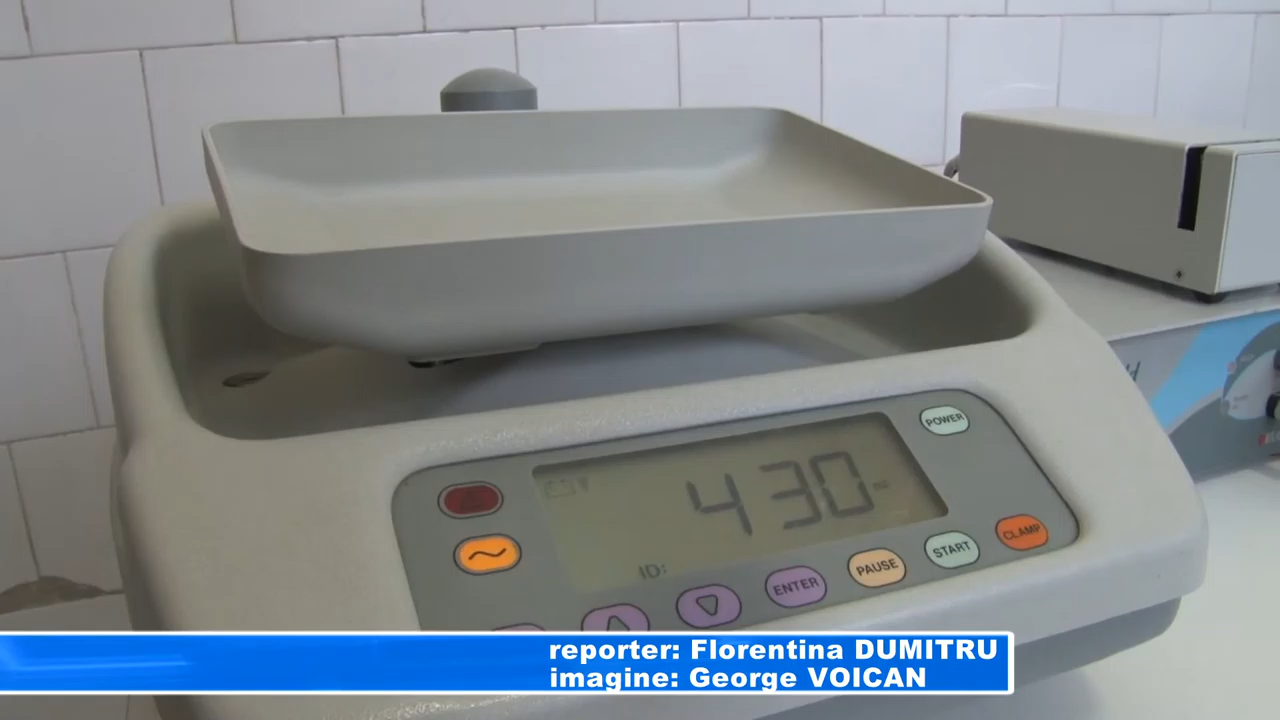 POWER
430
ID:
CLAMP
START
PAUSE
ENTER
reporter: Florentina DUMITRU
imagine: George VOICAN